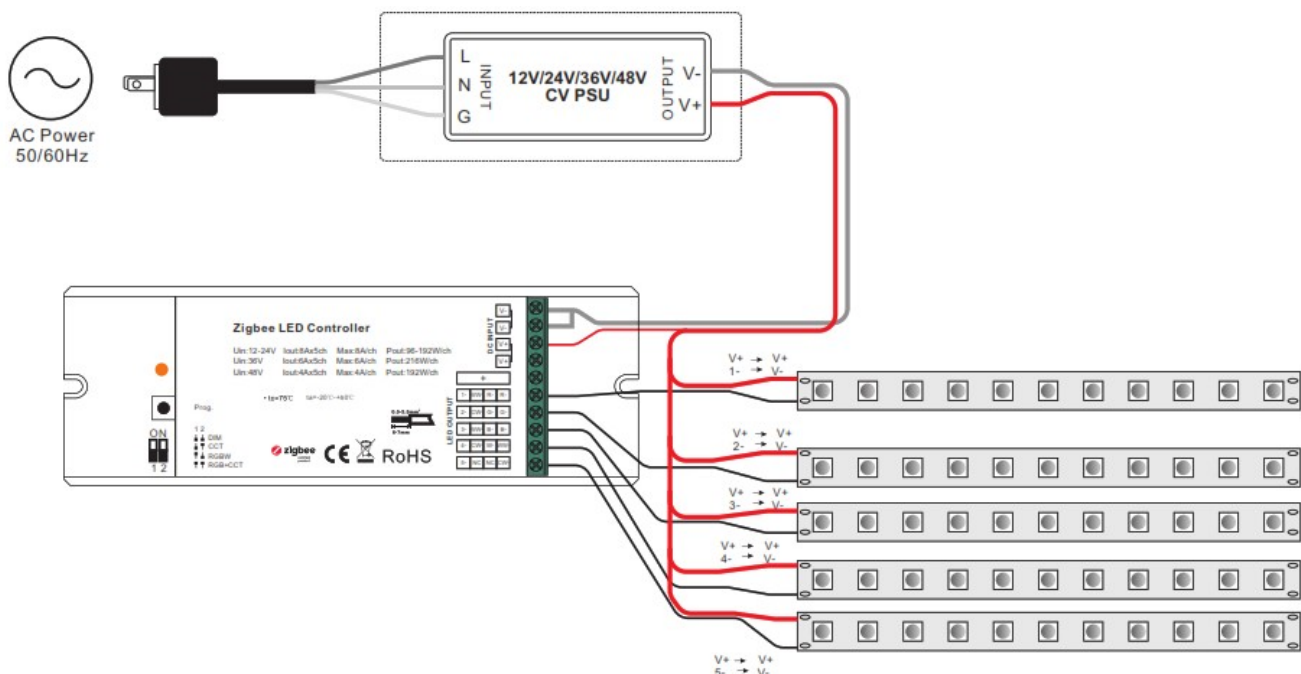 AC Power
50/60Hz
L
N
G
INPUT
12V/24V/36V/48V
CV PSU
OUTPUT
V-
V+
Zigbee LED Controller
Uin:12-24V Iout:8Ax5ch Max:8A/ch Pout:96-192W/ch
Uin:36V Iout:6Ax5ch Max:6A/ch Pout:216W/ch
Uin:48V Iout:4Ax5ch Max:4A/ch Pout:192W/ch
DC INPUT
V-
V-
V+
V+
+
LED OUTPUT
Prog.
ON
1 2
1 2
DIM
CCT
RGBW
RGB+CCT
zigbee
CE
RoHS
V+ → V+
1- → V-
V+ → V+
2- → V-
V+ → V+
3- → V-
V+ → V+
4- → V-
V+ → V+
5- → V-